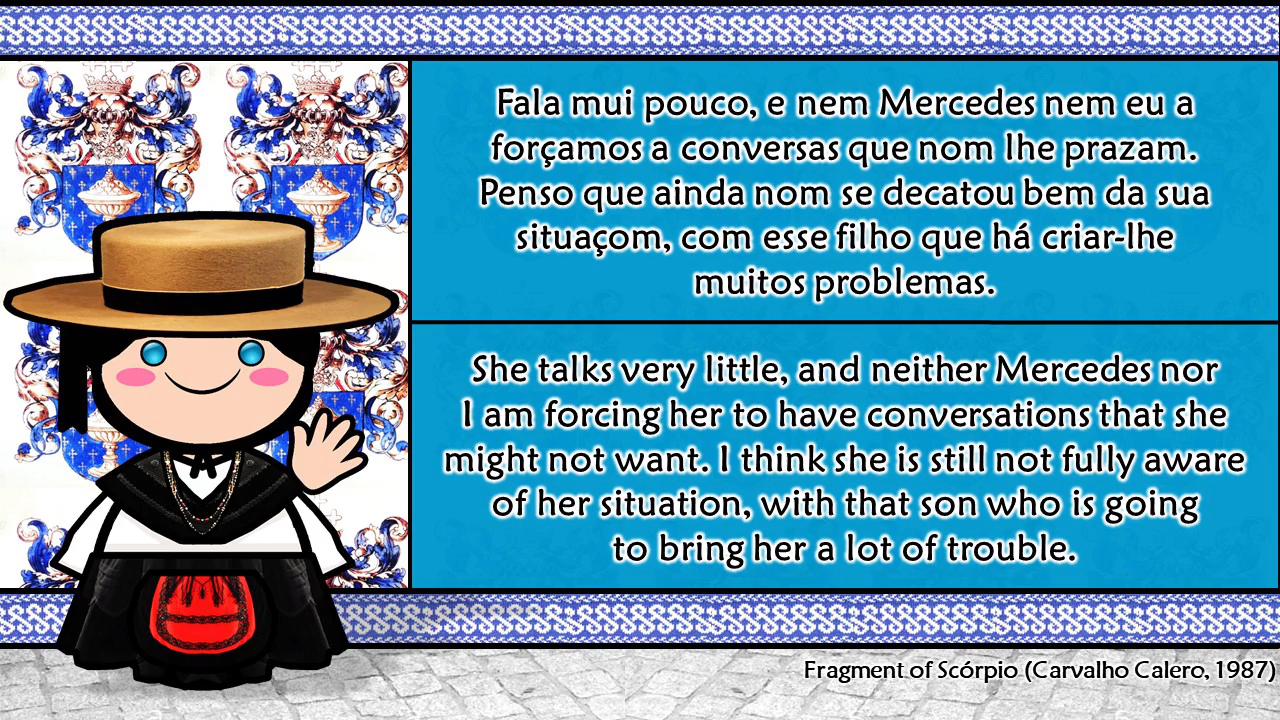 Fala mui pouco, e nem Mercedes nem eu a
forçamos a conversas que nom lhe prazam.
Penso que ainda nom se decatou bem da sua
situaçom, com esse filho que há criar-lhe
muitos problemas.
She talks very little, and neither Mercedes nor
I am forcing her to have conversations that she
might not want. I think she is still not fully aware
of her situation, with that son who is going
to bring her a lot of trouble.
Fragment of Scórpio (Carvalho Calero, 1987)